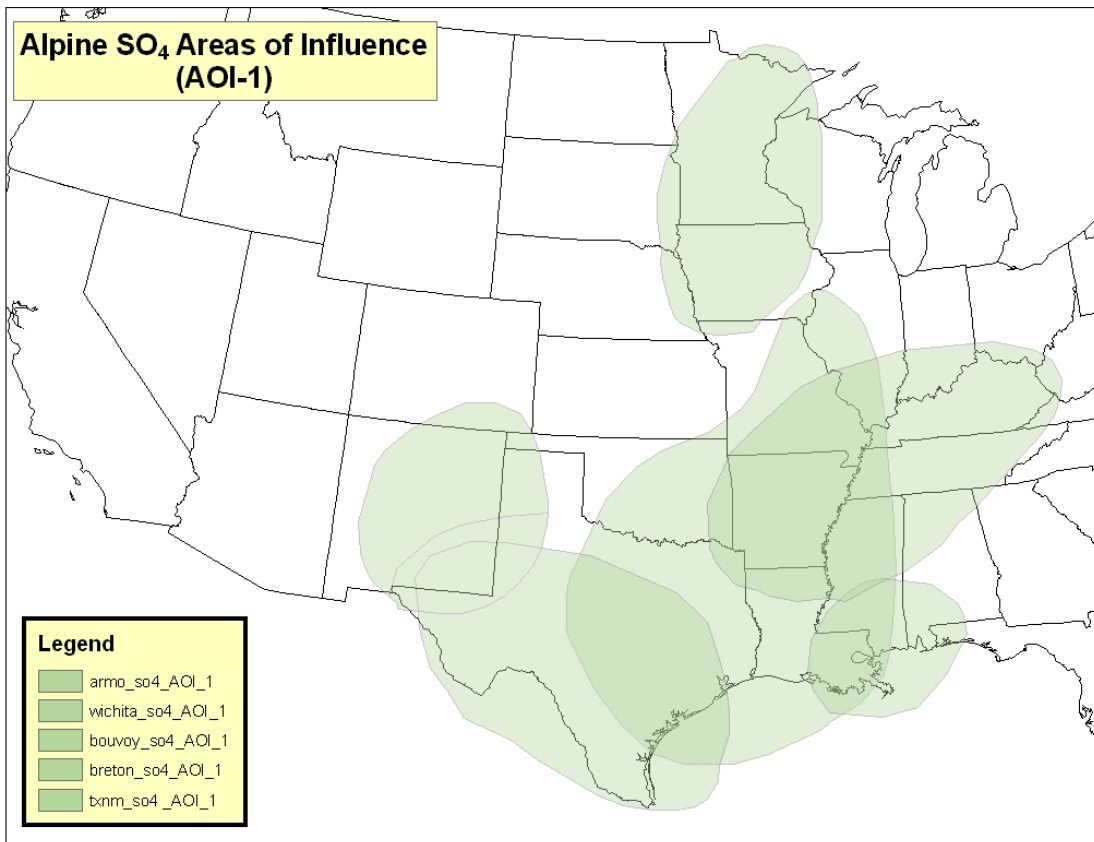 Alpine SO₄ Areas of Influence
(AOI-1)
Legend
armo_so4_AOI_1
wichita_so4_AOI_1
bouvoy_so4_AOI_1
breton_so4_AOI_1
txnm_so4 _AOI_1